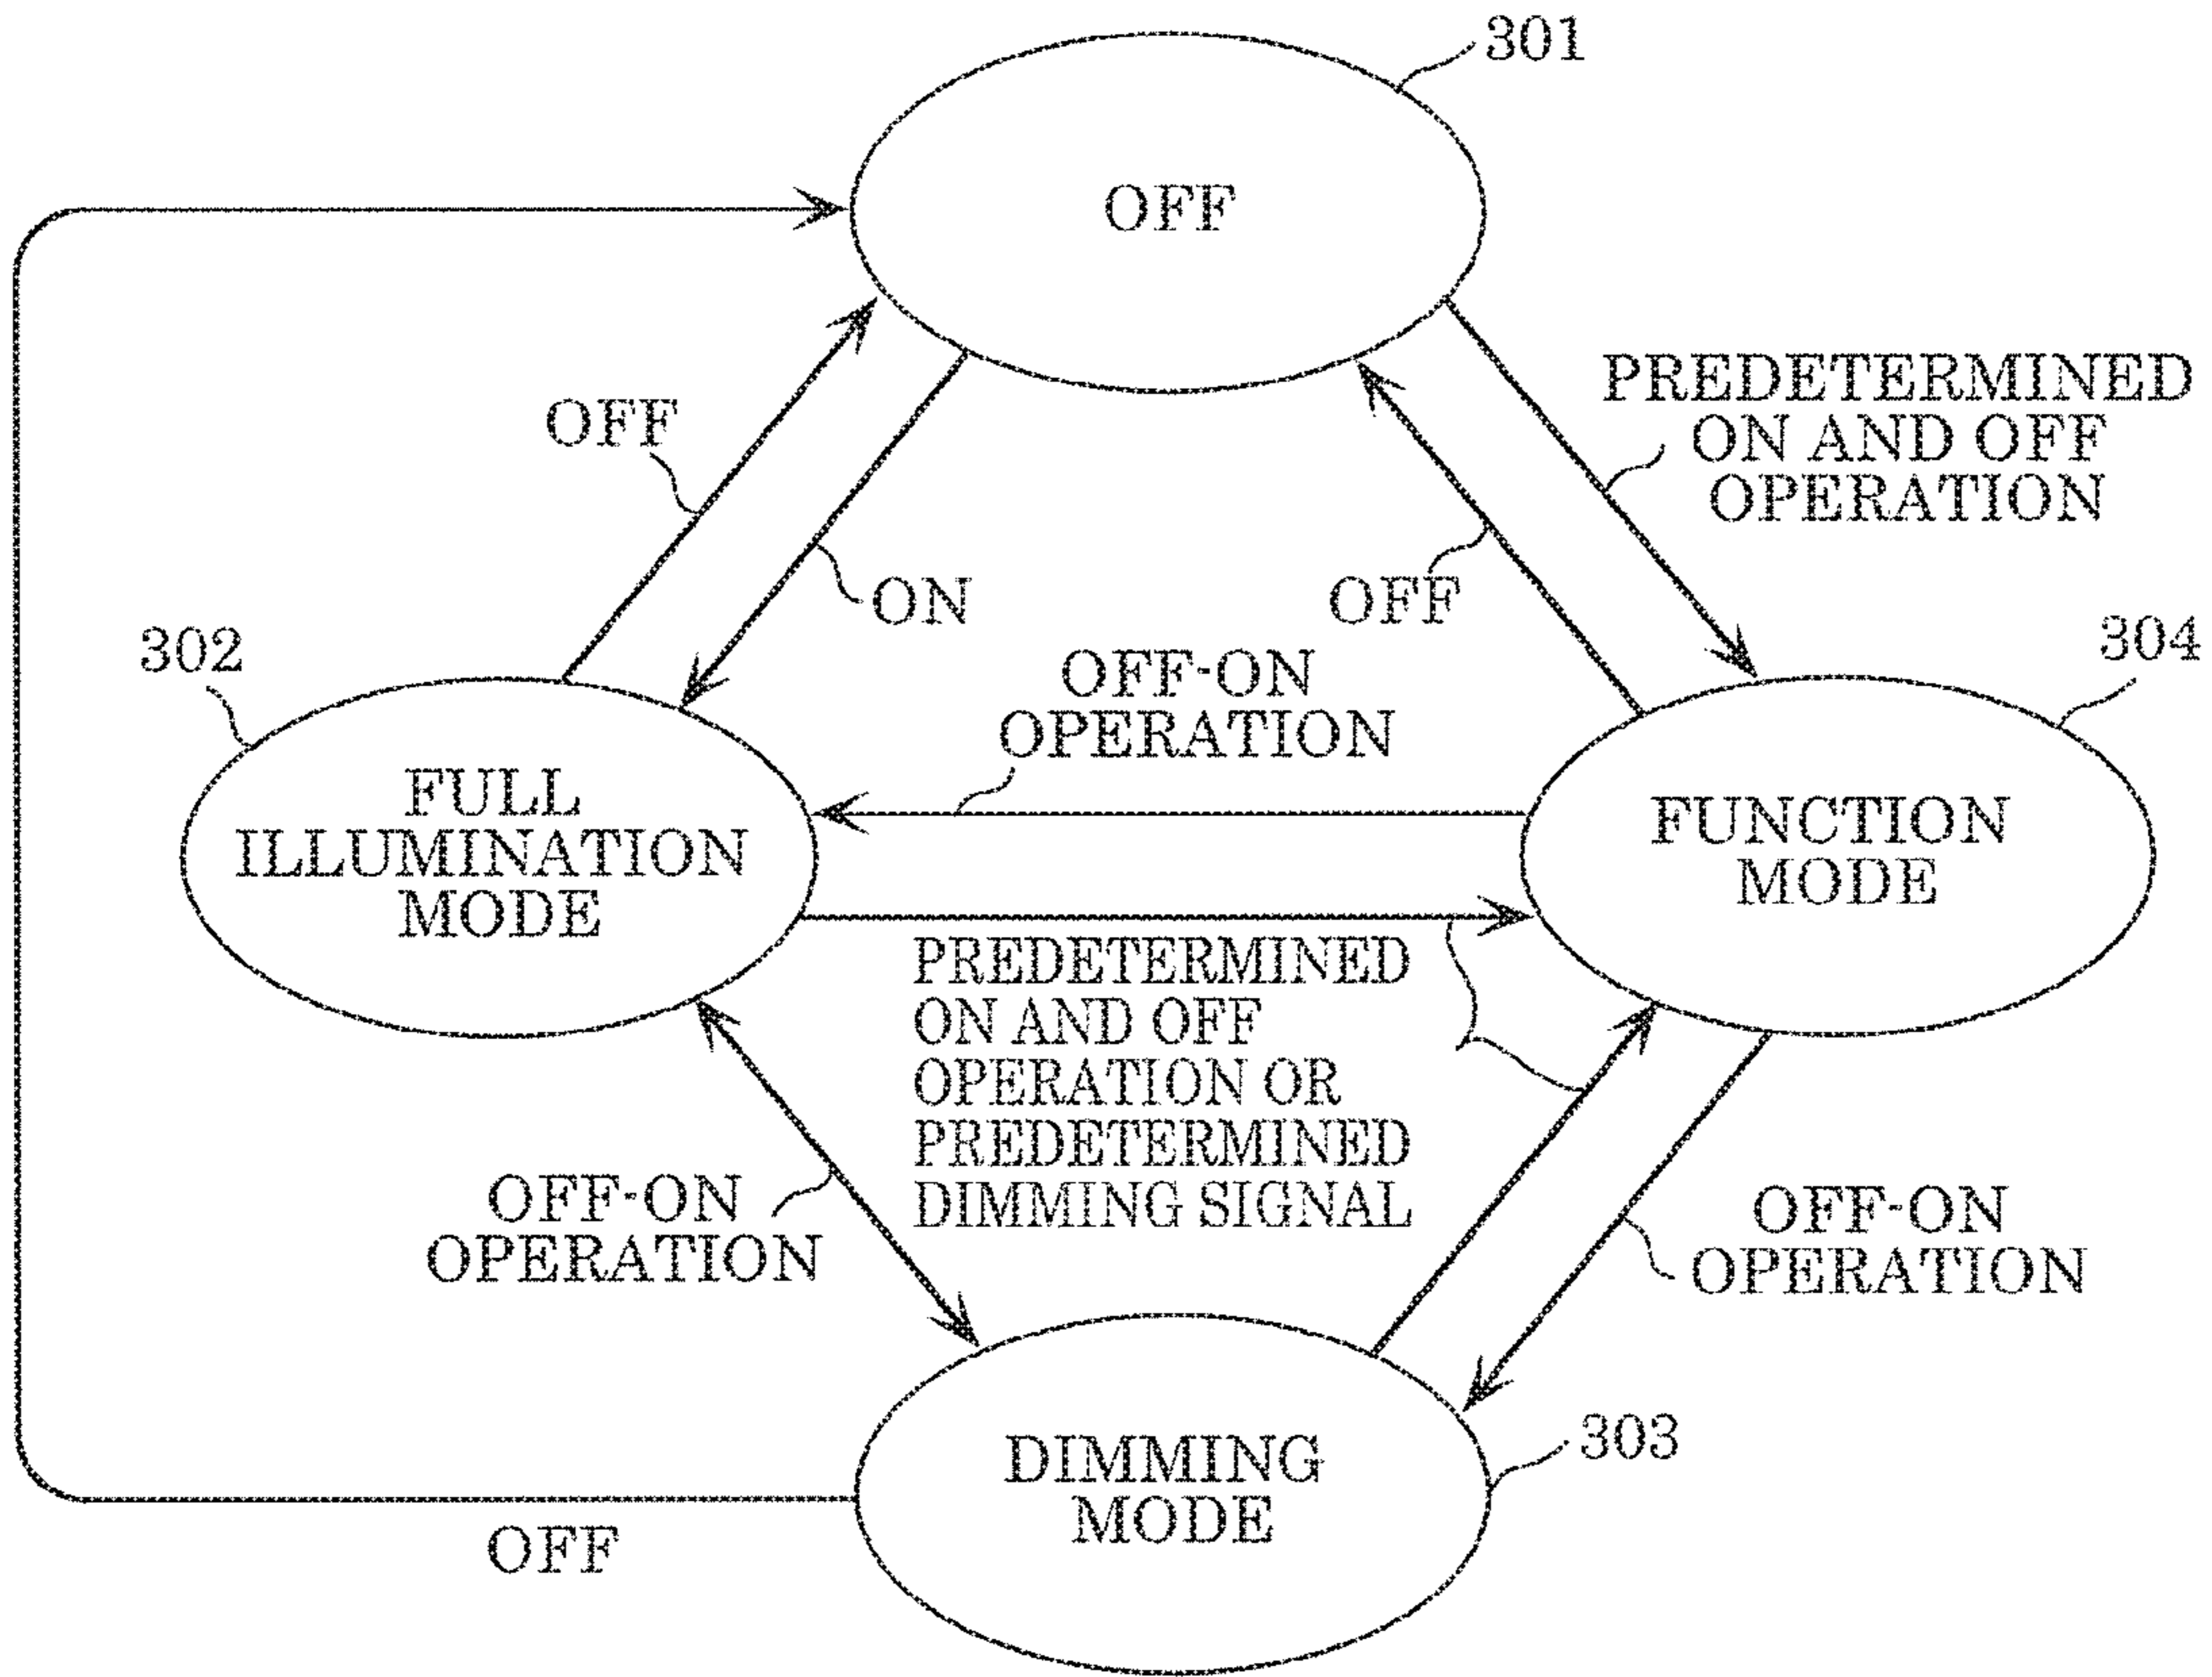 301
OFF
PREDETERMINED
ON AND OFF
OPERATION
OFF
ON
OFF
302
304
OFF-ON
OPERATION
FULL
ILLUMINATION
MODE
FUNCTION
MODE
PREDETERMINED
ON AND OFF
OPERATION OR
PREDETERMINED
DIMMING SIGNAL
OFF-ON
OPERATION
OFF-ON
OPERATION
303
DIMMING
MODE
OFF